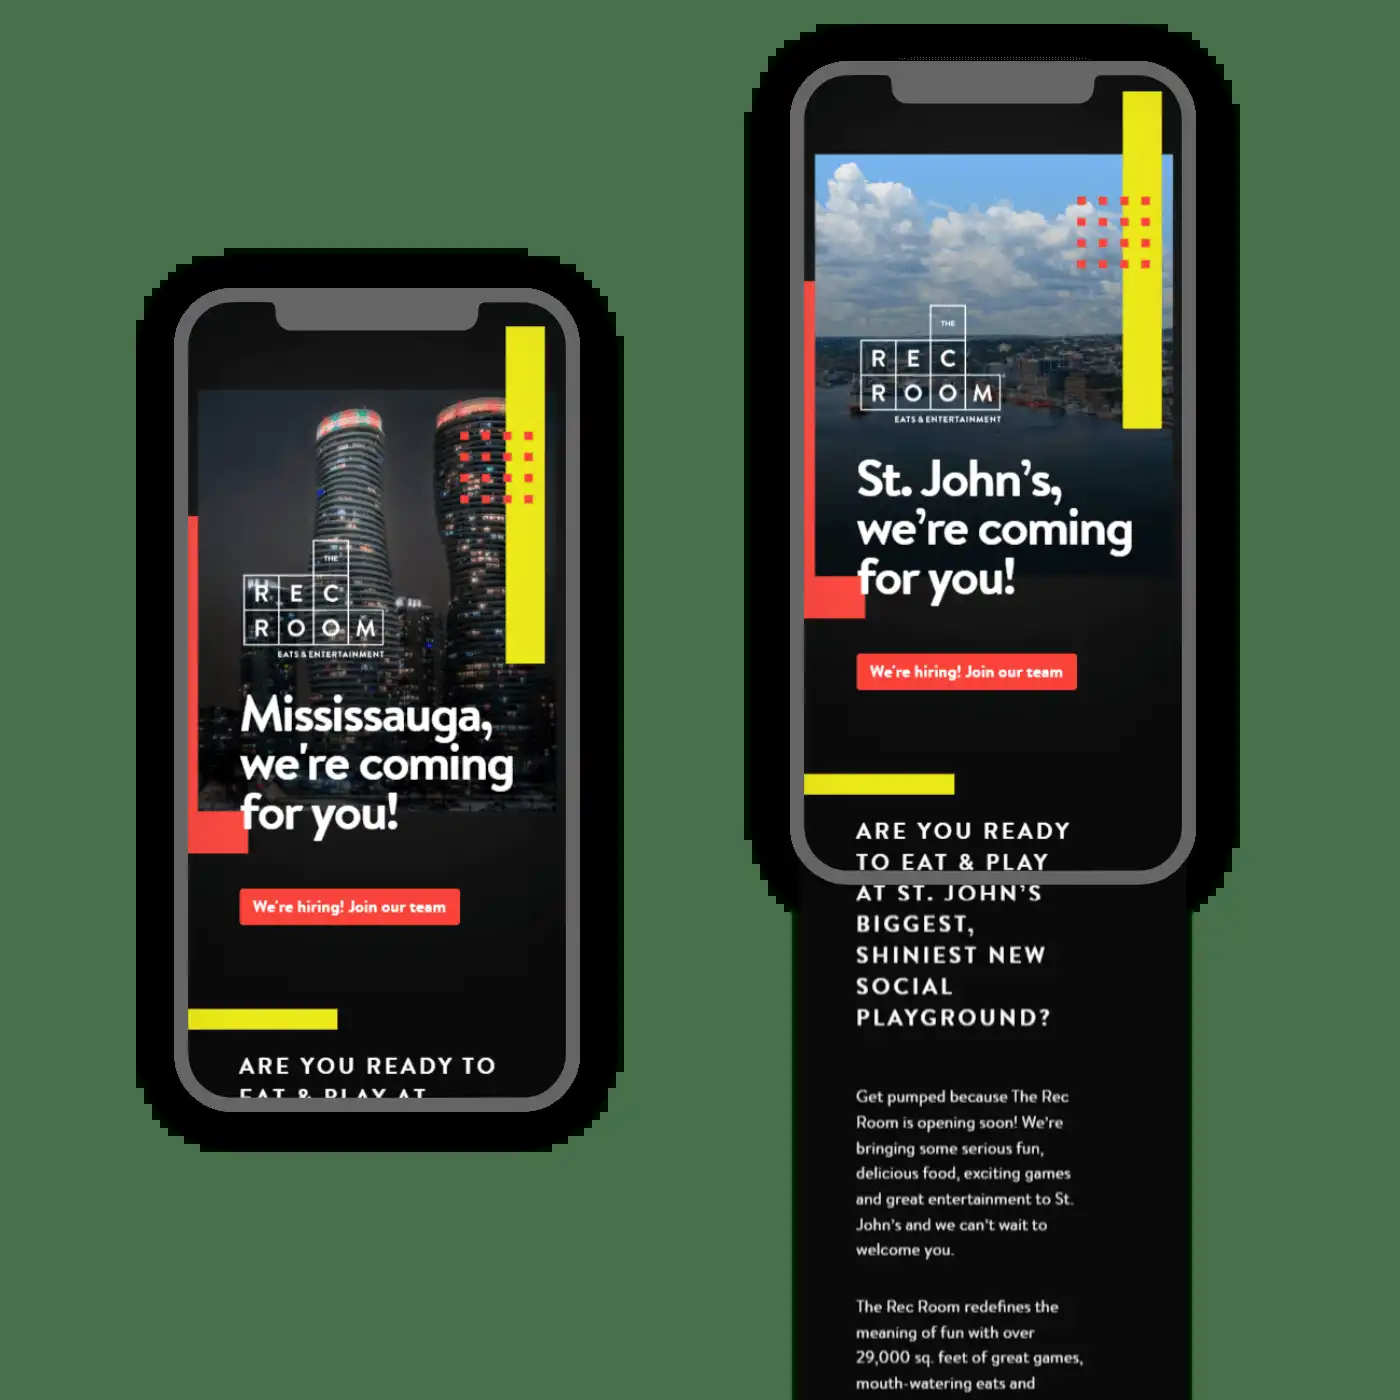 THE
REC
ROOM
EATS & ENTERTAINMENT
Mississauga,
we're coming
for you!
We're hiring! Join our team
ARE YOU READY TO
EAT & PLAY AT
THE
REC
ROOM
EATS & ENTERTAINMENT
St. John’s,
we’re coming
for you!
We're hiring! Join our team
ARE YOU READY
TO EAT & PLAY
AT ST. JOHN’S
BIGGEST,
SHINIEST NEW
SOCIAL
PLAYGROUND?
Get pumped because The Rec
Room is opening soon! We’re
bringing some serious fun,
delicious food, exciting games
and great entertainment to St.
John’s and we can’t wait to
welcome you.
The Rec Room redefines the
meaning of fun with over
29,000 sq. feet of great games,
mouth-watering eats and